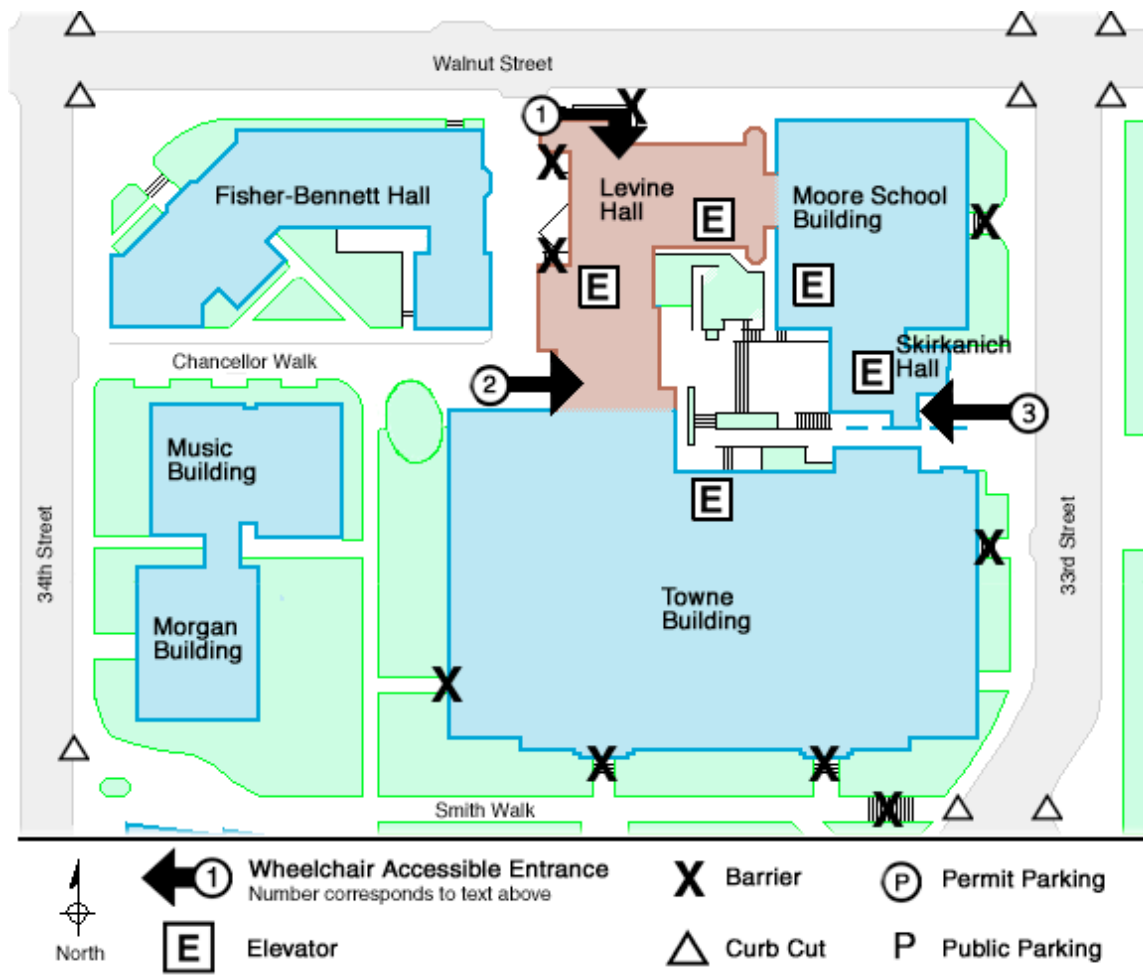 Walnut Street
1
X
X
Fisher-Bennett Hall
Levine
Hall
Moore School
Building
E
X
X
E
E
Chancellor Walk
Skirkanich
Hall
E
2
3
Music
Building
E
34th Street
33rd Street
X
Towne
Building
Morgan
Building
X
X
X
Smith Walk
X
1
Wheelchair Accessible Entrance
Number corresponds to text above
X
Barrier
P
Permit Parking
North
E
Elevator
Curb Cut
P
Public Parking